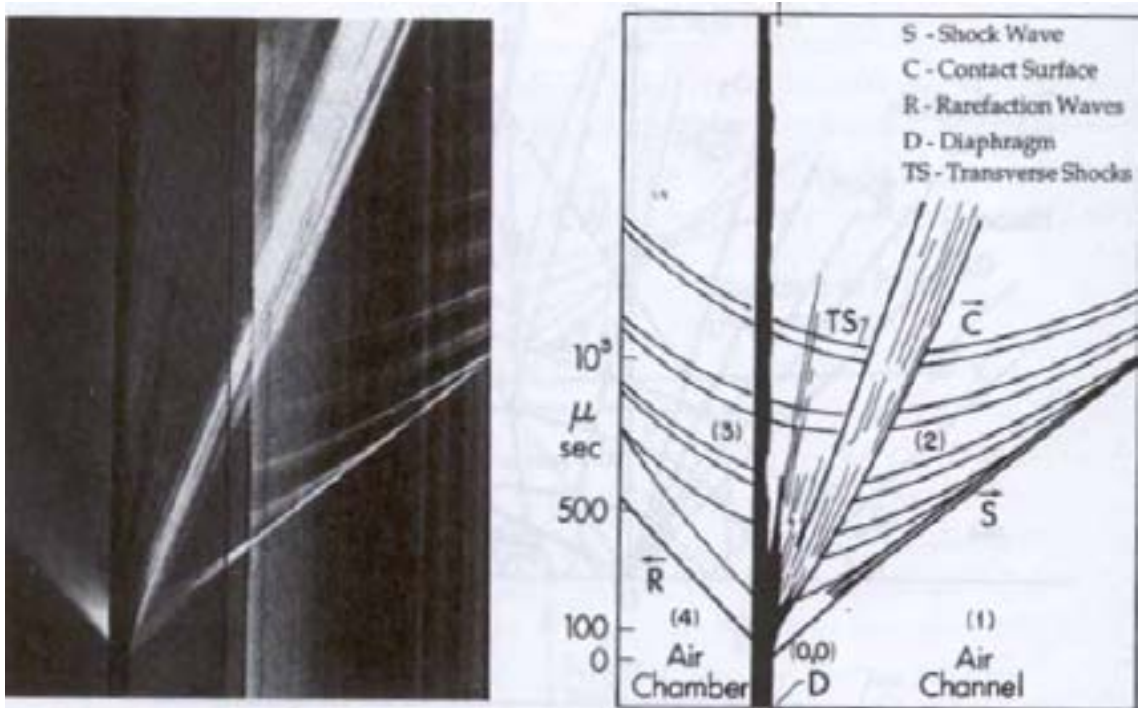 S - Shock Wave
C - Contact Surface
R - Rarefaction Waves
D - Diaphragm
TS - Transverse Shocks
TS
C
10³
μ
sec
(3)
(2)
500
S
R
(4)
(1)
100
0
(0,0)
Air
Chamber
D
Air
Channel